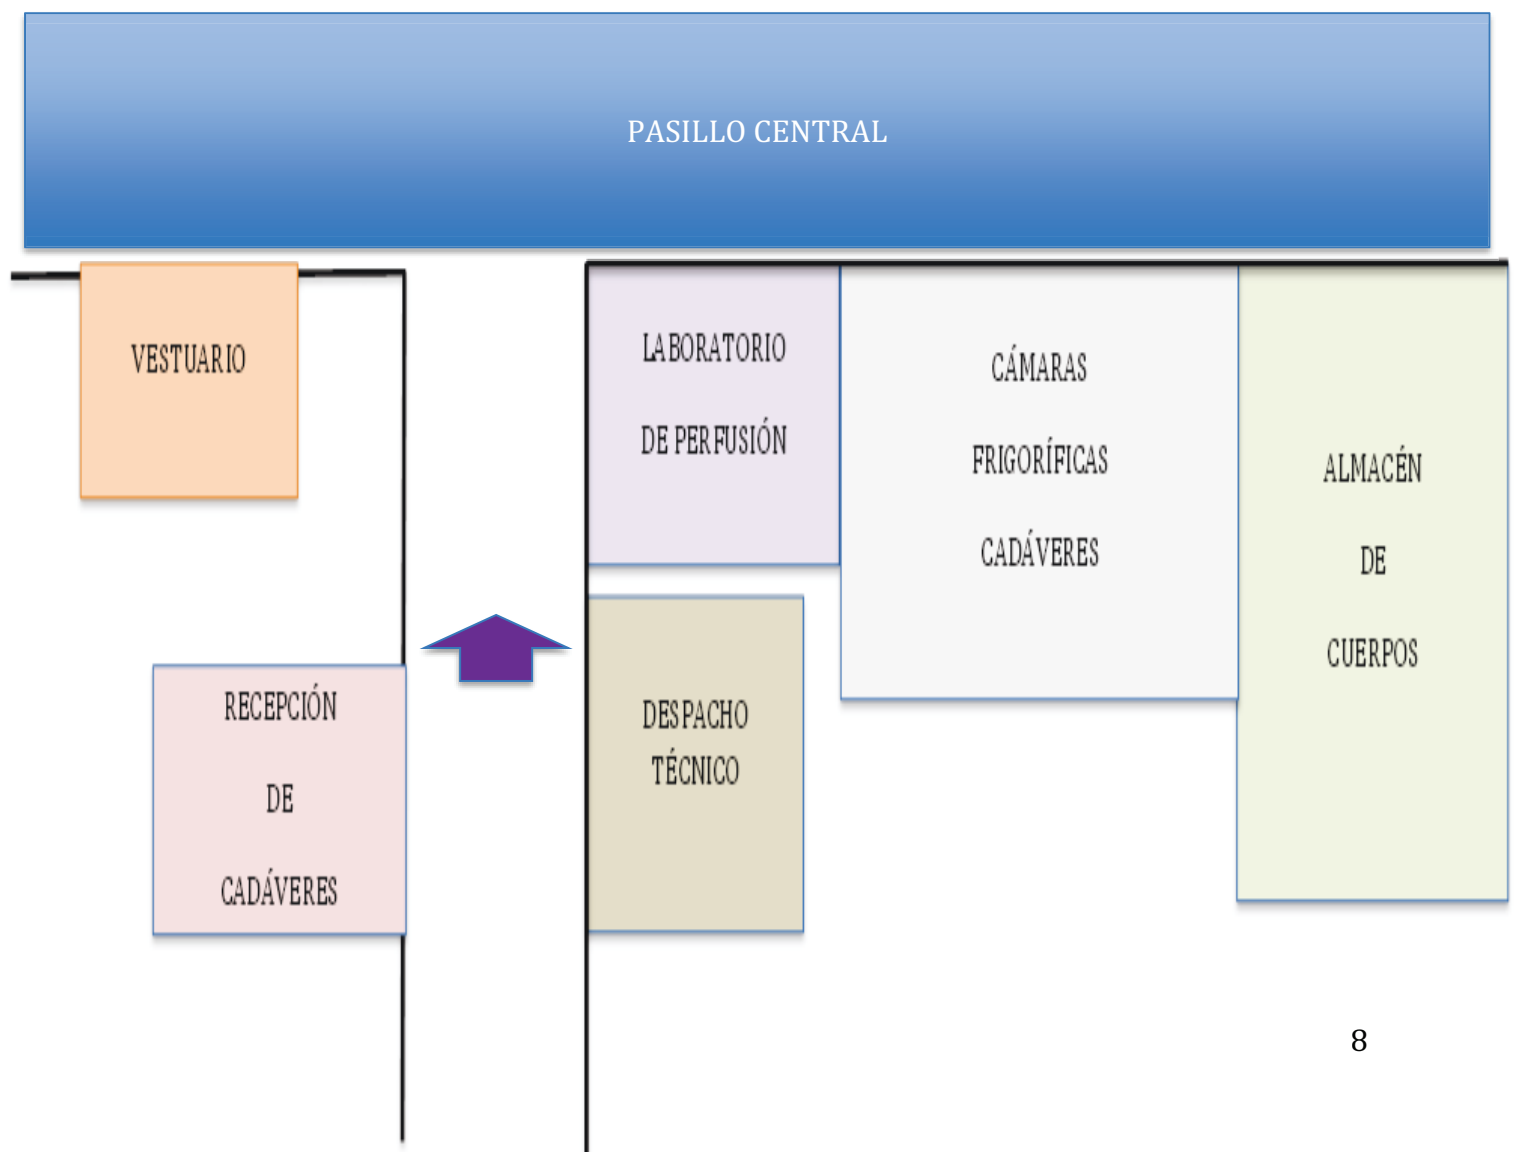 PASILLO CENTRAL
VESTUARIO
LABORATORIO
DE PERFUSIÓN
CÁMARAS
FRIGORÍFICAS
CADÁVERES
ALMACÉN
DE
CUERPOS
RECEPCIÓN
DE
CADÁVERES
DESPACHO
TÉCNICO
8